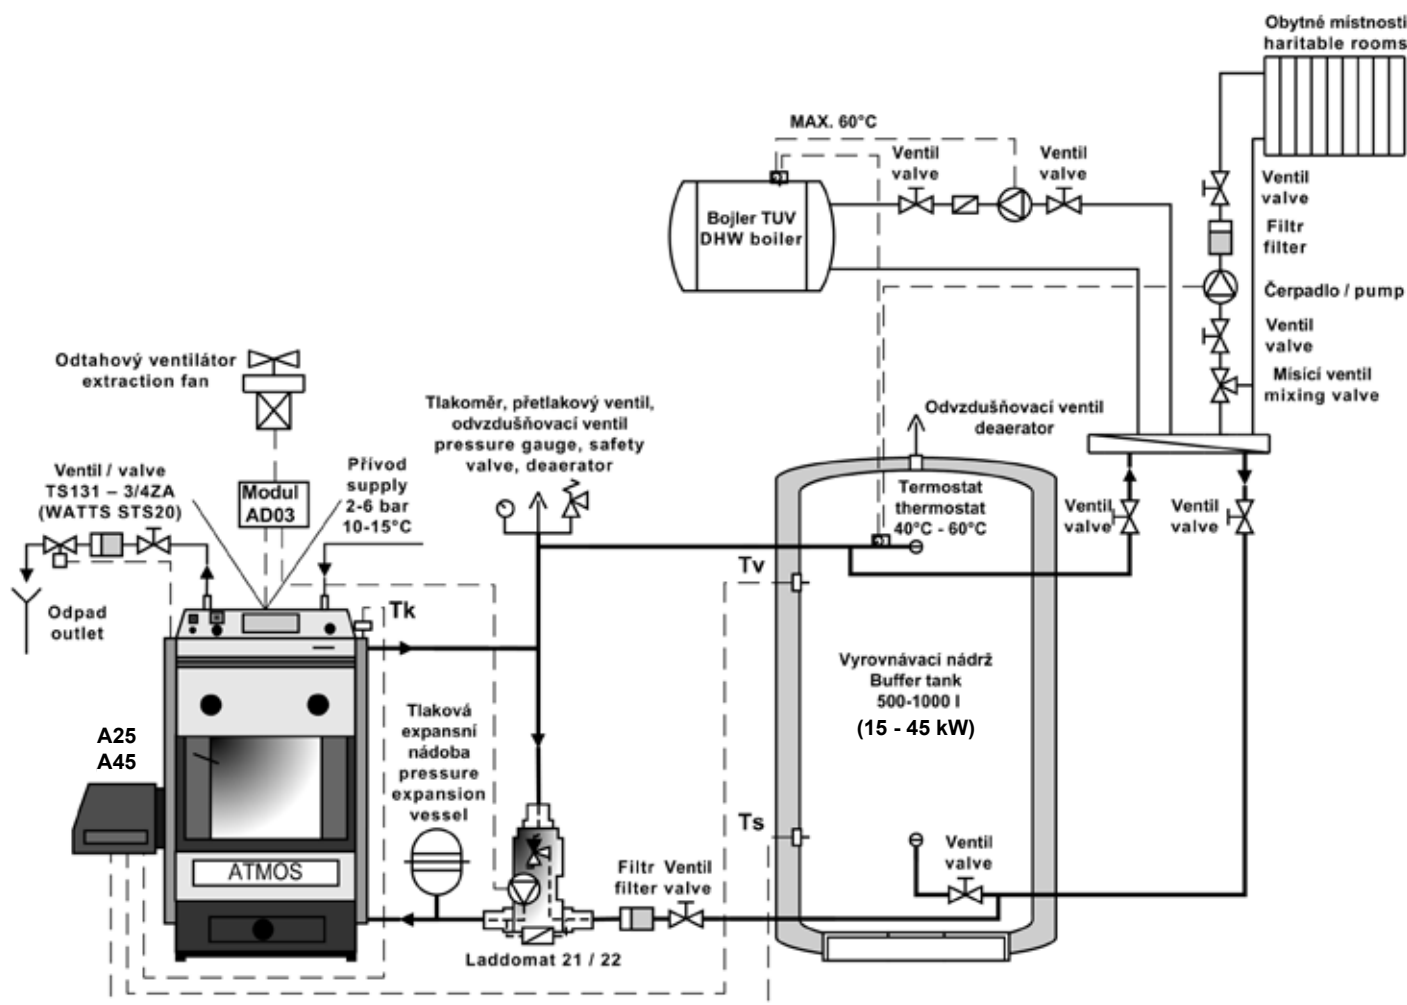 Obytné místnosti
haritable rooms
MAX. 60°C
Ventil
valve
Ventil
valve
Ventil
valve
Bojler TUV
DHW boiler
Filtr
filter
Čerpadlo / pump
Ventil
valve
Mísící ventil
mixing valve
Odtahový ventilátor
extraction fan
Tlakoměr, přetlakový ventil,
odvzdušňovací ventil
pressure gauge, safety
valve, deaerator
Odvzdušňovací ventil
deaerator
Ventil / valve
TS131 – 3/4ZA
(WATTS STS20)
Modul
AD03
Přívod
supply
2-6 bar
10-15°C
Termostat
thermostat
40°C - 60°C
Ventil
valve
Ventil
valve
Tv
Odpad
outlet
Tk
Vyrovnávací nádrž
Buffer tank
500-1000 l
(15 - 45 kW)
A25
A45
Tlaková
expansní
nádoba
pressure
expansion
vessel
Ts
Ventil
valve
ATMOS
Filtr
filter
Ventil
valve
Laddomat 21 / 22